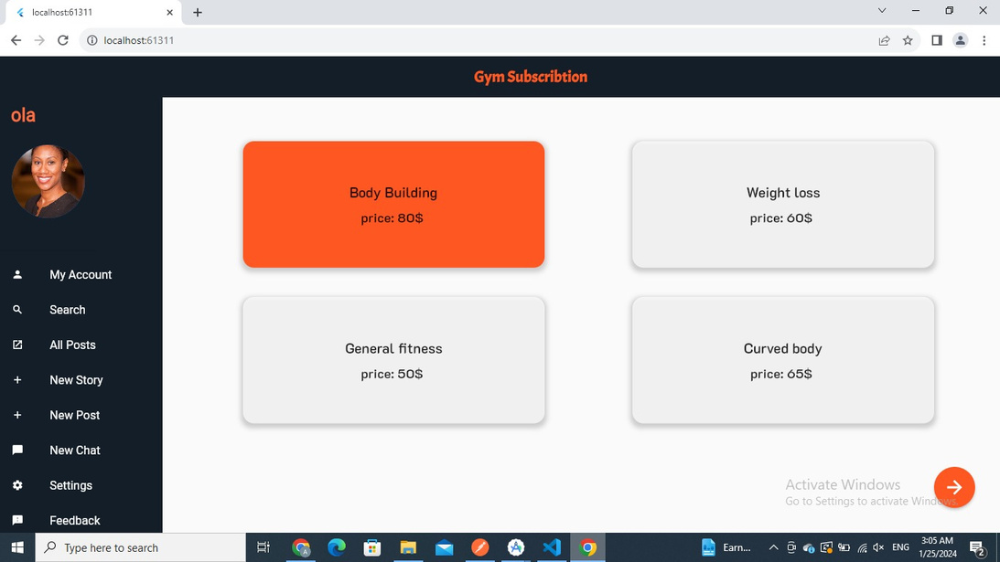 localhost:61311
localhost:61311
Gym Subscribtion
ola
Body Building
price: 80$
Weight loss
price: 60$
My Account
Search
General fitness
price: 50$
Curved body
price: 65$
All Posts
New Story
New Post
New Chat
Settings
Feedback
Activate Windows
Go to Settings to activate Windows.
Type here to search
Earn...
ENG
3:05 AM
1/25/2024
2